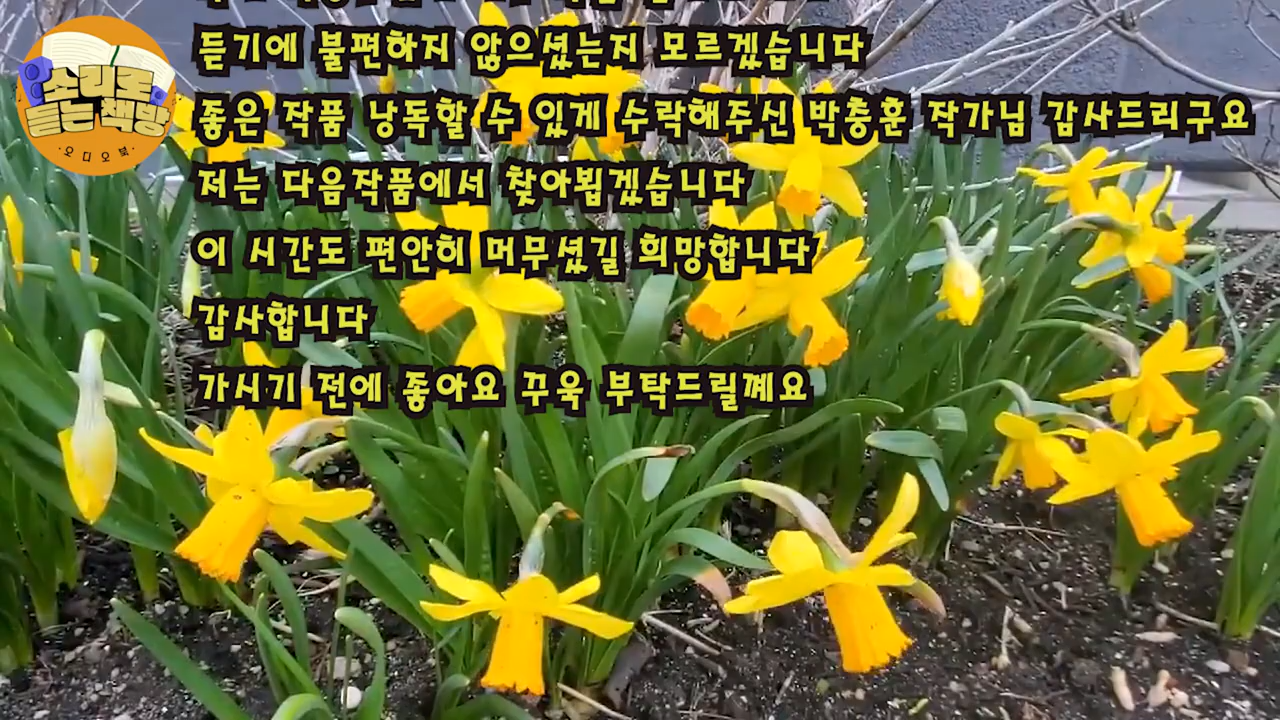 소리로
듣는 책방
·오디오북·
듣기에 불편하지 않으셨는지 모르겠습니다
좋은 작품 낭독할 수 있게 수락해주신 박충훈 작가님 감사드리구요
저는 다음작품에서 찾아뵙겠습니다
이 시간도 편안히 머무셨길 희망합니다
감사합니다
가시기 전에 좋아요 꾸욱 부탁드릴께요